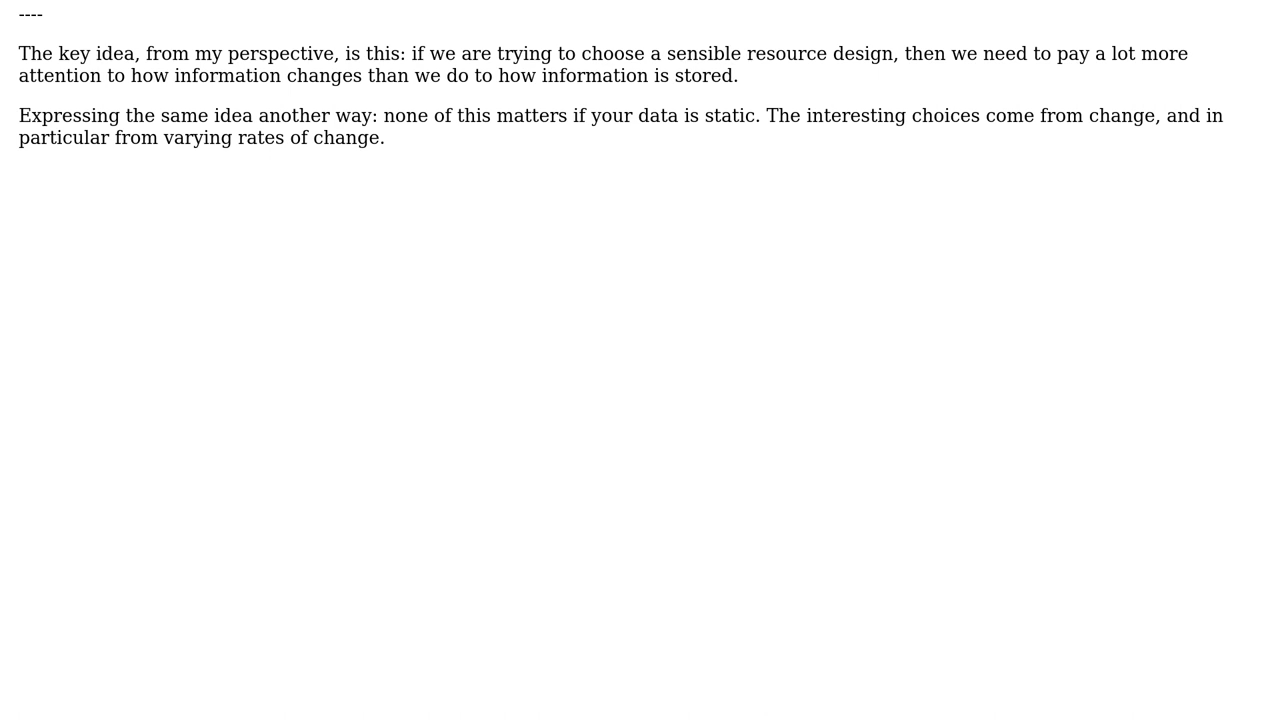 ----
The key idea, from my perspective, is this: if we are trying to choose a sensible resource design, then we need to pay a lot more
attention to how information changes than we do to how information is stored.
Expressing the same idea another way: none of this matters if your data is static. The interesting choices come from change, and in
particular from varying rates of change.